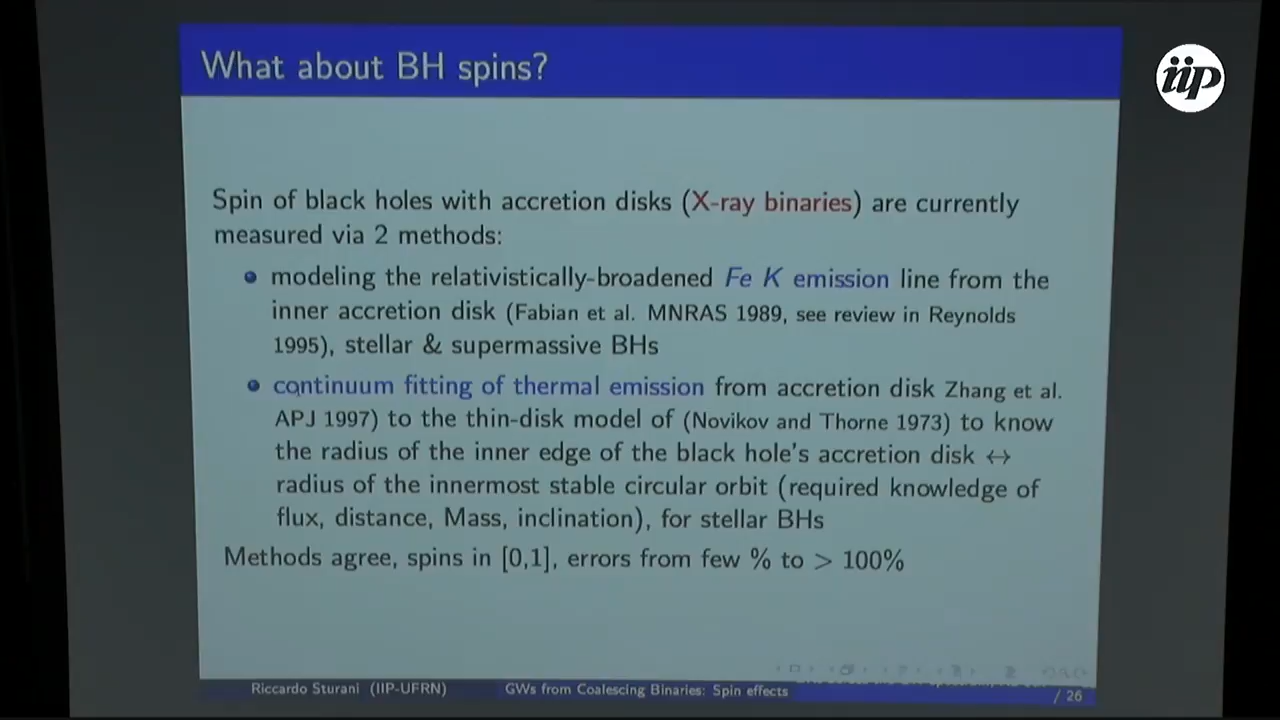 What about BH spins?
iip
Spin of black holes with accretion disks (X-ray binaries) are currently
measured via 2 methods:
modeling the relativistically-broadened Fe K emission line from the
inner accretion disk (Fabian et al. MNRAS 1989, see review in Reynolds
1995), stellar & supermassive BHs
continuum fitting of thermal emission from accretion disk Zhang et al.
APJ 1997) to the thin-disk model of (Novikov and Thorne 1973) to know
the radius of the inner edge of the black hole's accretion disk ↔
radius of the innermost stable circular orbit (required knowledge of
flux, distance, Mass, inclination), for stellar BHs
Methods agree, spins in [0,1], errors from few % to > 100%
Riccardo Sturani (IIP-UFRN) GWs from Coalescing Binaries: Spin effects
/ 26